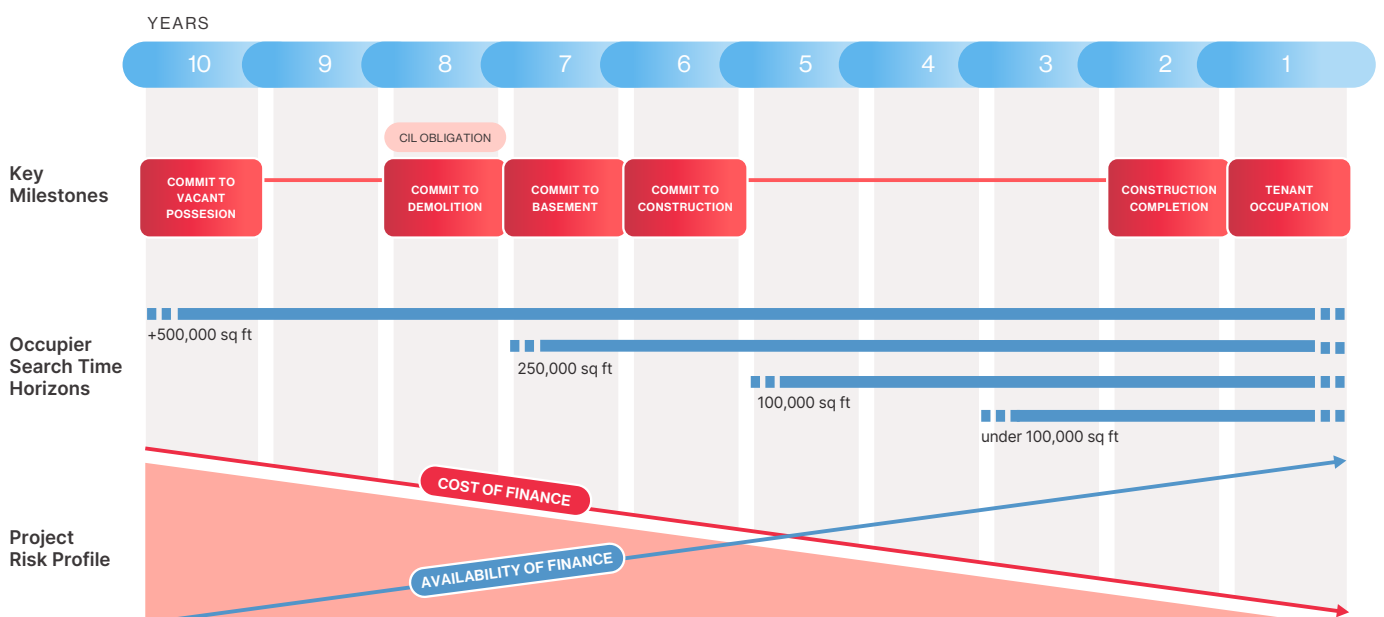 YEARS
10 9 8 7 6 5 4 3 2 1
CIL OBLIGATION
Key
Milestones
COMMIT TO
VACANT
POSSESION
COMMIT TO
DEMOLITION
COMMIT TO
BASEMENT
COMMIT TO
CONSTRUCTION
CONSTRUCTION
COMPLETION
TENANT
OCCUPATION
Occupier
Search Time
Horizons
+500,000 sq ft
250,000 sq ft
100,000 sq ft
under 100,000 sq ft
Project
Risk Profile
COST OF FINANCE
AVAILABILITY OF FINANCE